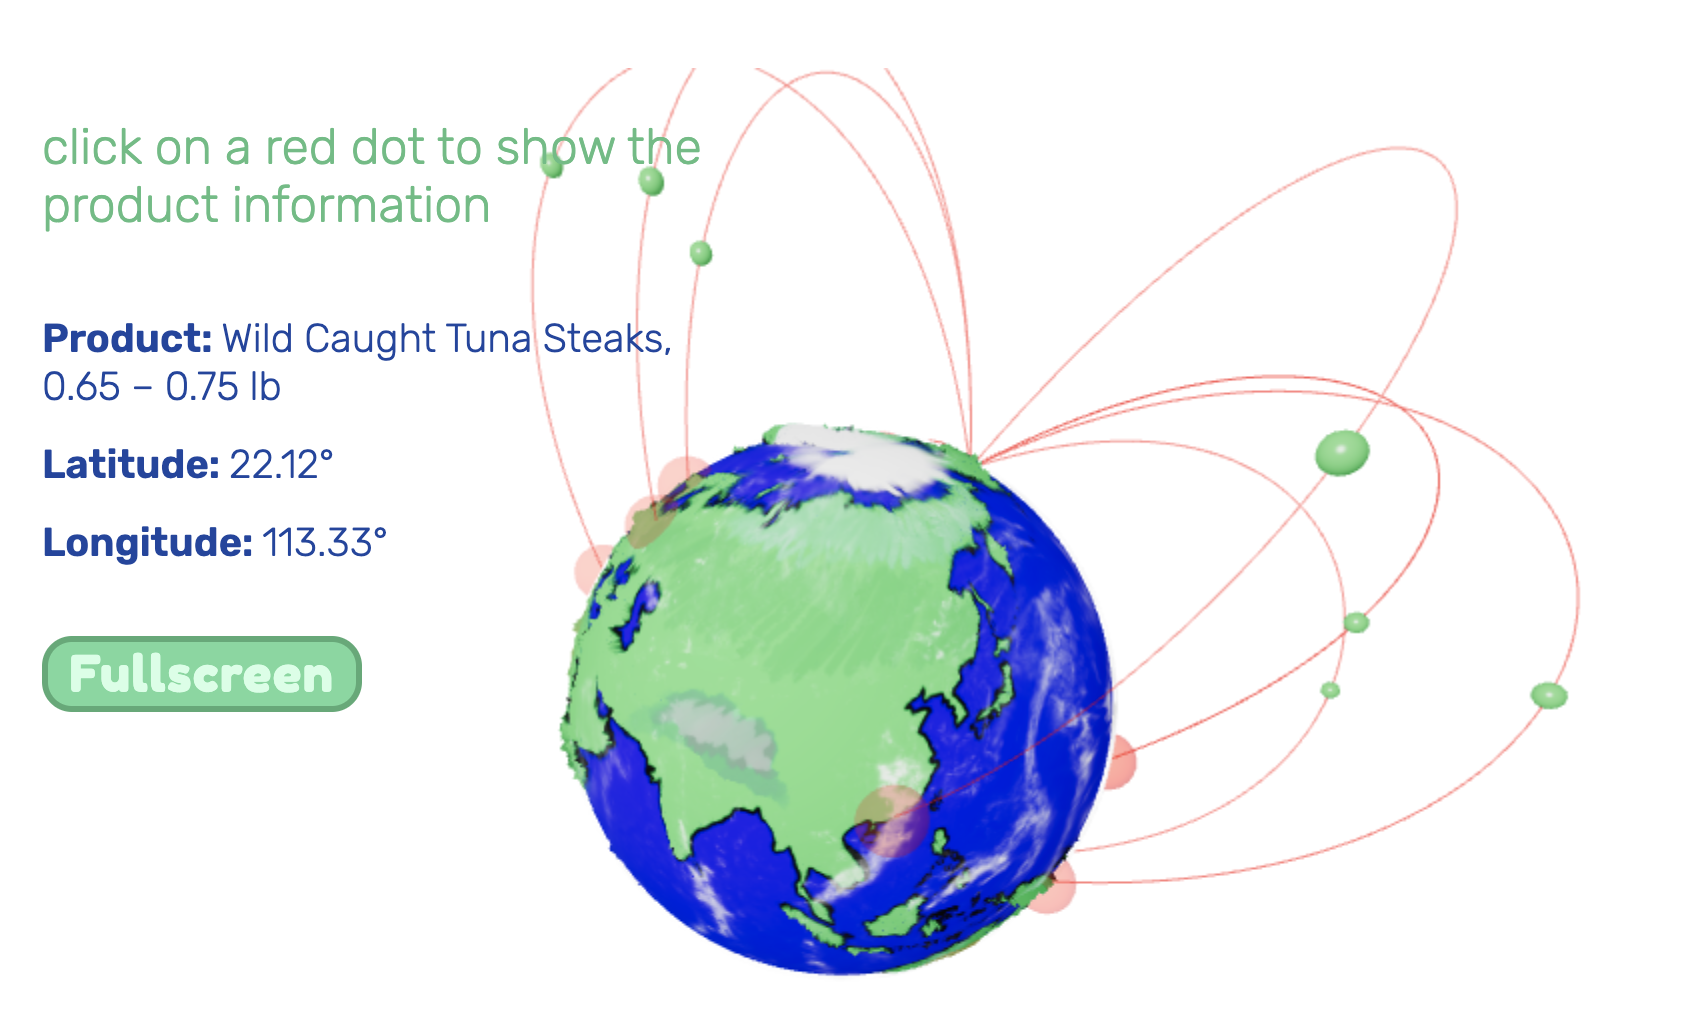 click on a red dot to show the
product information
Product: Wild Caught Tuna Steaks,
0.65 – 0.75 lb
Latitude: 22.12°
Longitude: 113.33°
Fullscreen